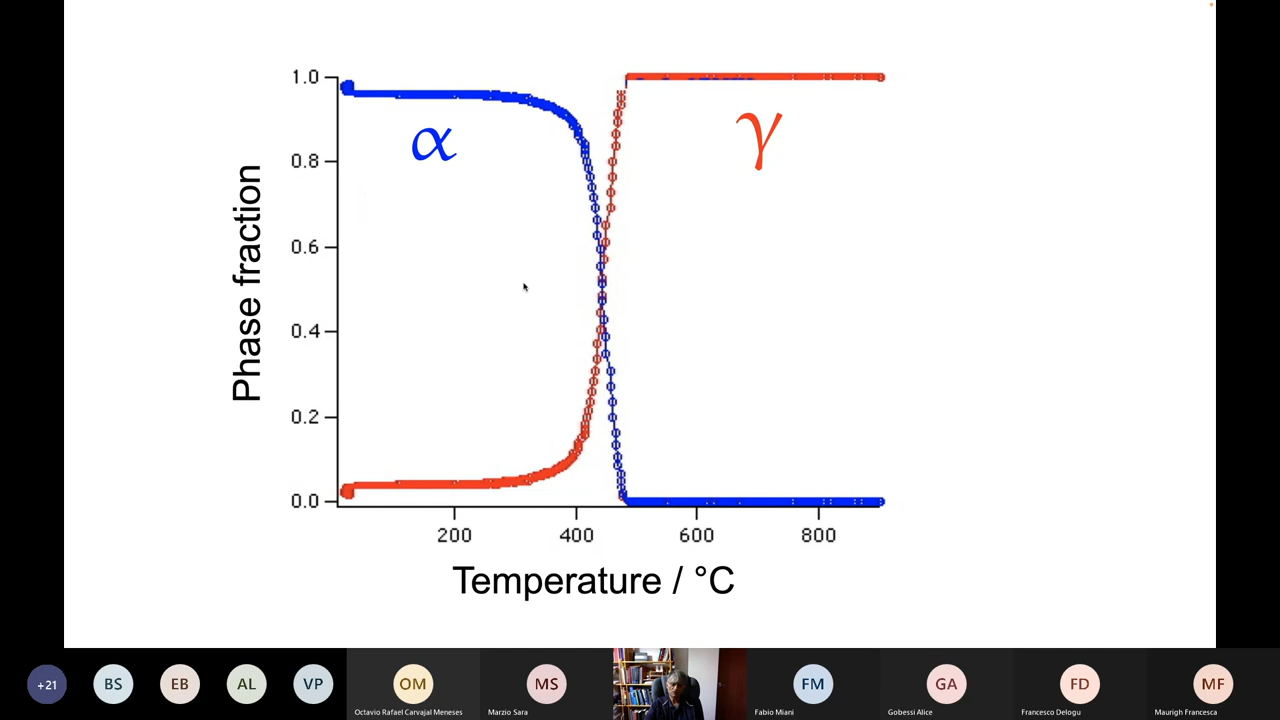 1.0
0.8
0.6
0.4
0.2
0.0
Phase fraction
α
γ
200 400 600 800
Temperature / °C
+21 BS EB AL VP OM MS FM GA FD MF
Octavio Rafael Carvajal Meneses Marzio Sara Fabio Miani Gobessi Alice Francesco Delogu Maurigh Francesca